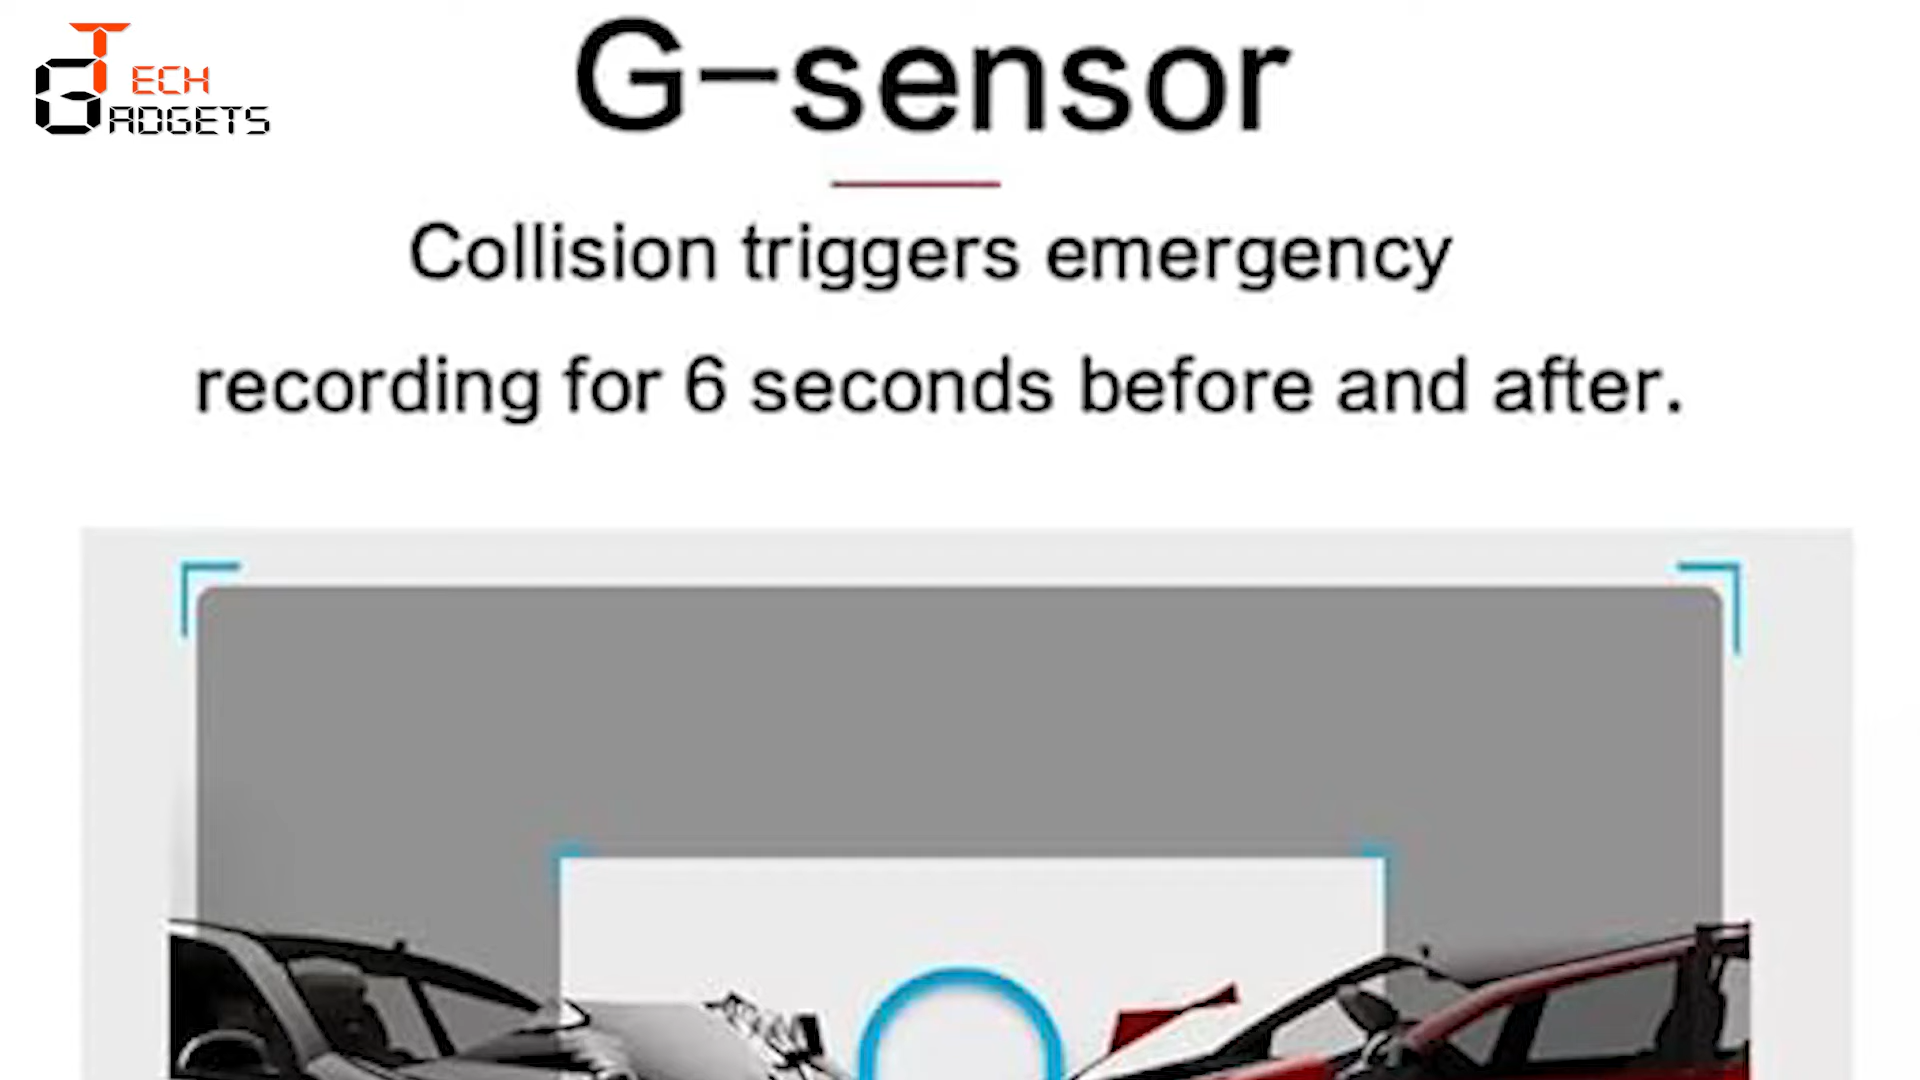 TECH
GADGETS
G-sensor
Collision triggers emergency
recording for 6 seconds before and after.